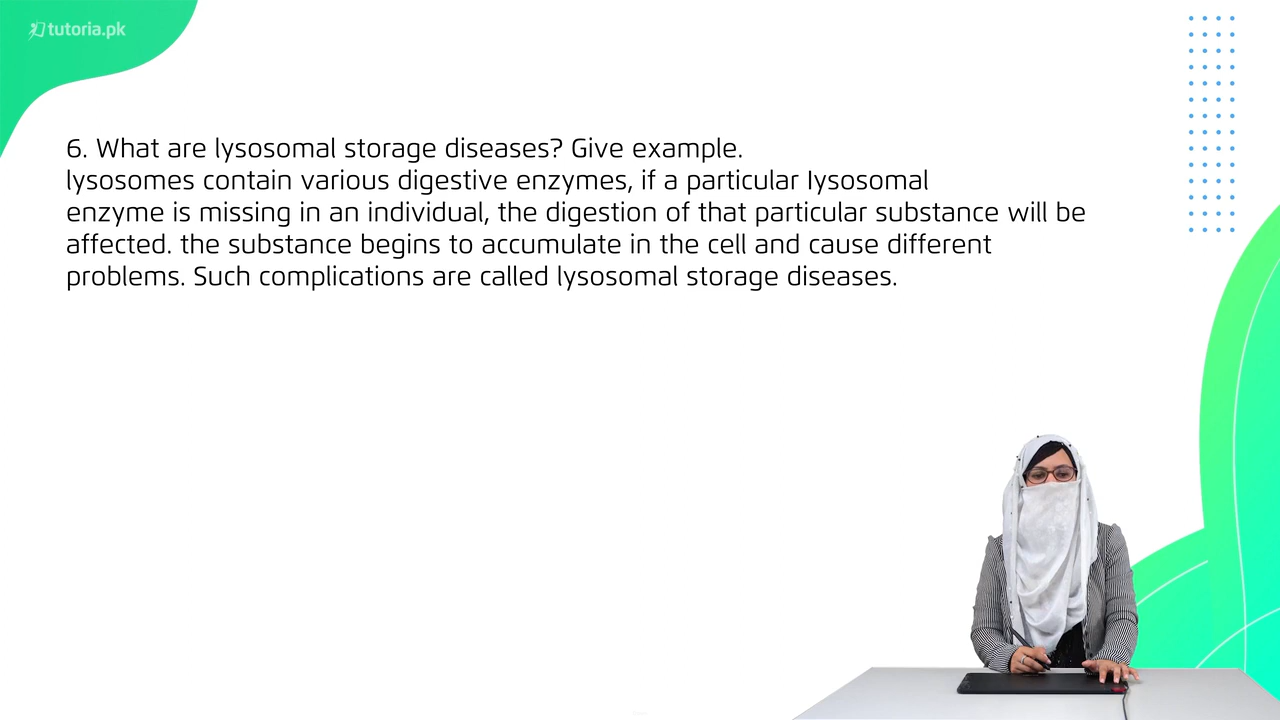 tutoria.pk
6. What are lysosomal storage diseases? Give example.
lysosomes contain various digestive enzymes, if a particular Iysosomal
enzyme is missing in an individual, the digestion of that particular substance will be
affected. the substance begins to accumulate in the cell and cause different
problems. Such complications are called lysosomal storage diseases.